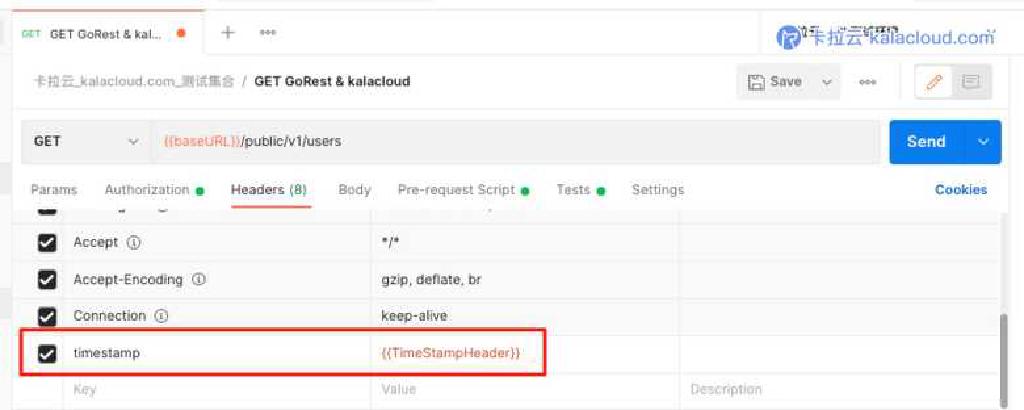 GET GET GoRest & kal...
卡拉云 kalacloud.com
卡拉云_kalacloud.com_测试集合 / GET GoRest & kalacloud
Save
GET {{baseURL}}/public/v1/users
Send
Params Authorization Headers (8) Body Pre-request Script Tests Settings Cookies
Accept */*
Accept-Encoding gzip, deflate, br
Connection keep-alive
timestamp {{TimeStampHeader}}
Key Value Description